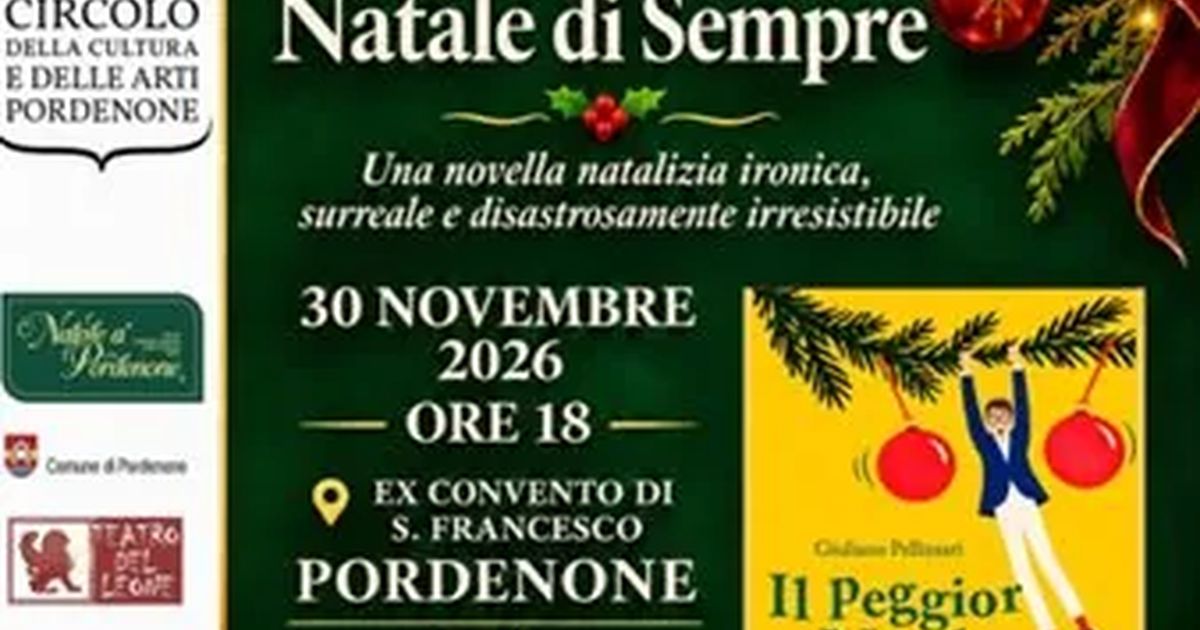 CIRCOLO
DELLA CULTURA
E DELLE ARTI
PORDENONE
Natale a
Pordenone
Comune di Pordenone
TEATRO
DEL
LEONE
Natale di Sempre
Una novella natalizia ironica,
surreale e disastrosamente irresistibile
30 NOVEMBRE
2026
ORE 18
EX CONVENTO DI
S. FRANCESCO
PORDENONE
Giuliano Pellizzari
Il Peggior